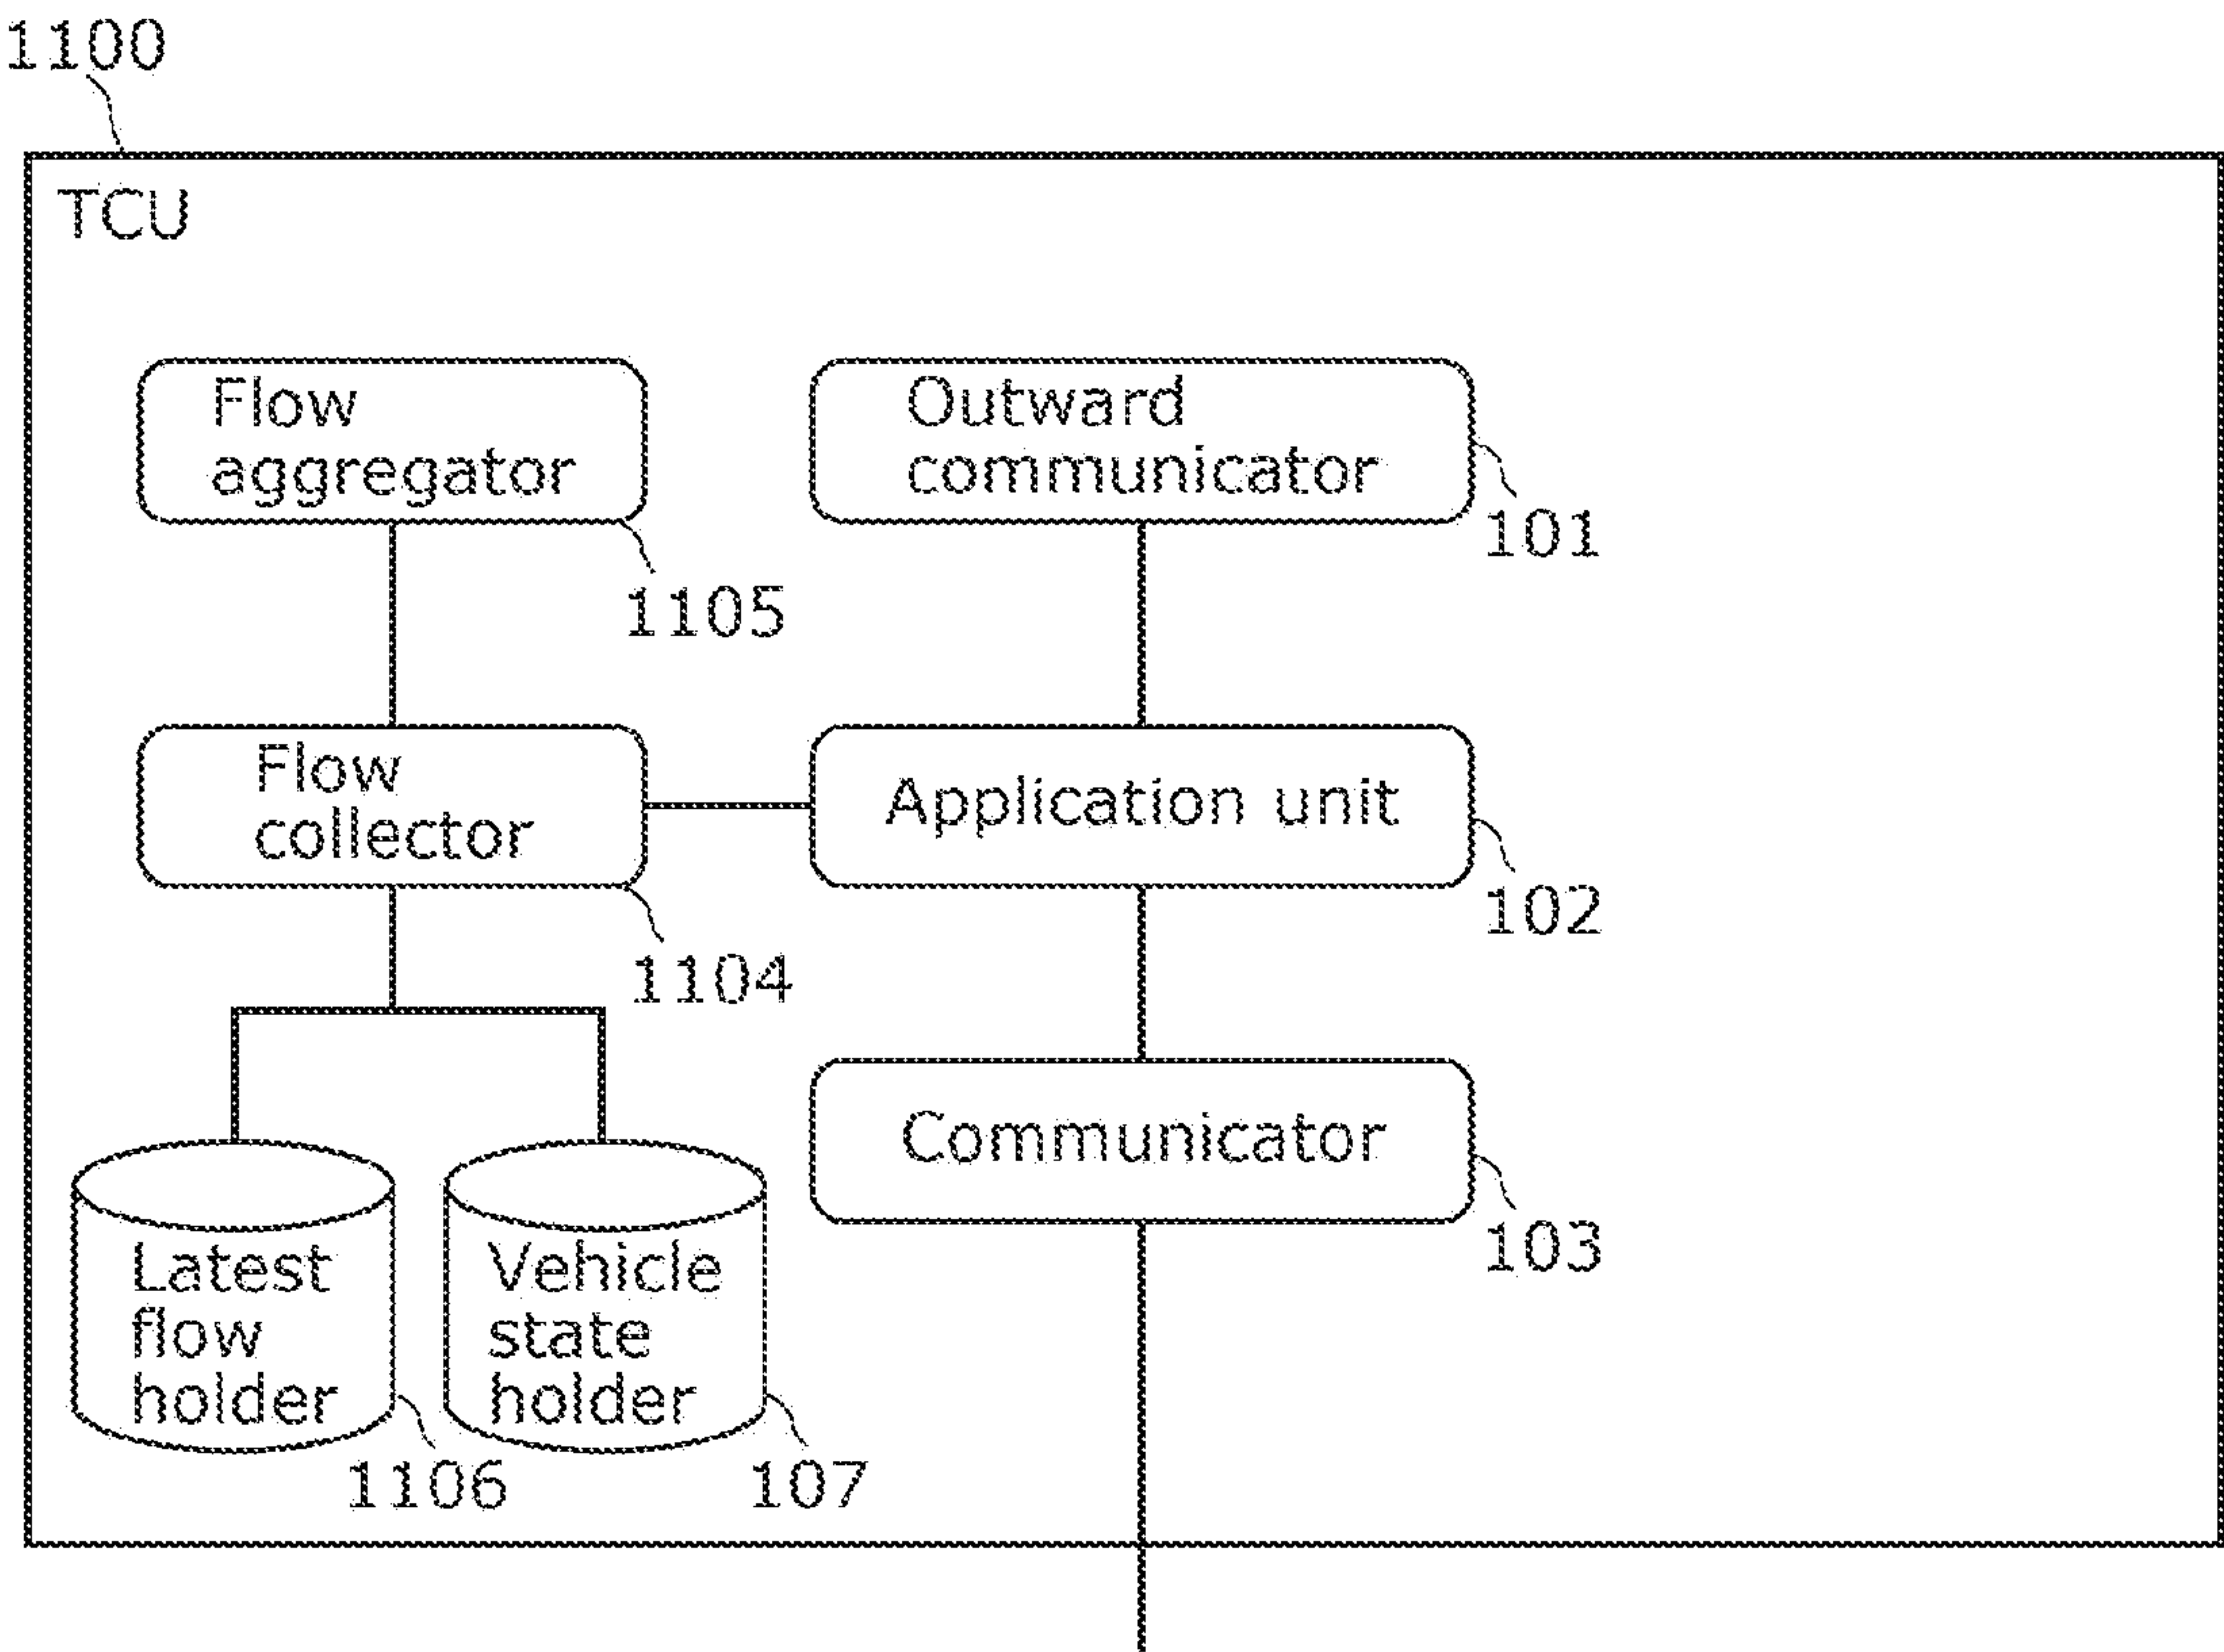 1100
TCU
Flow
aggregator
1105
Outward
communicator
101
Flow
collector
1104
Application unit
102
Communicator
103
Latest
flow
holder
1106
Vehicle
state
holder
107